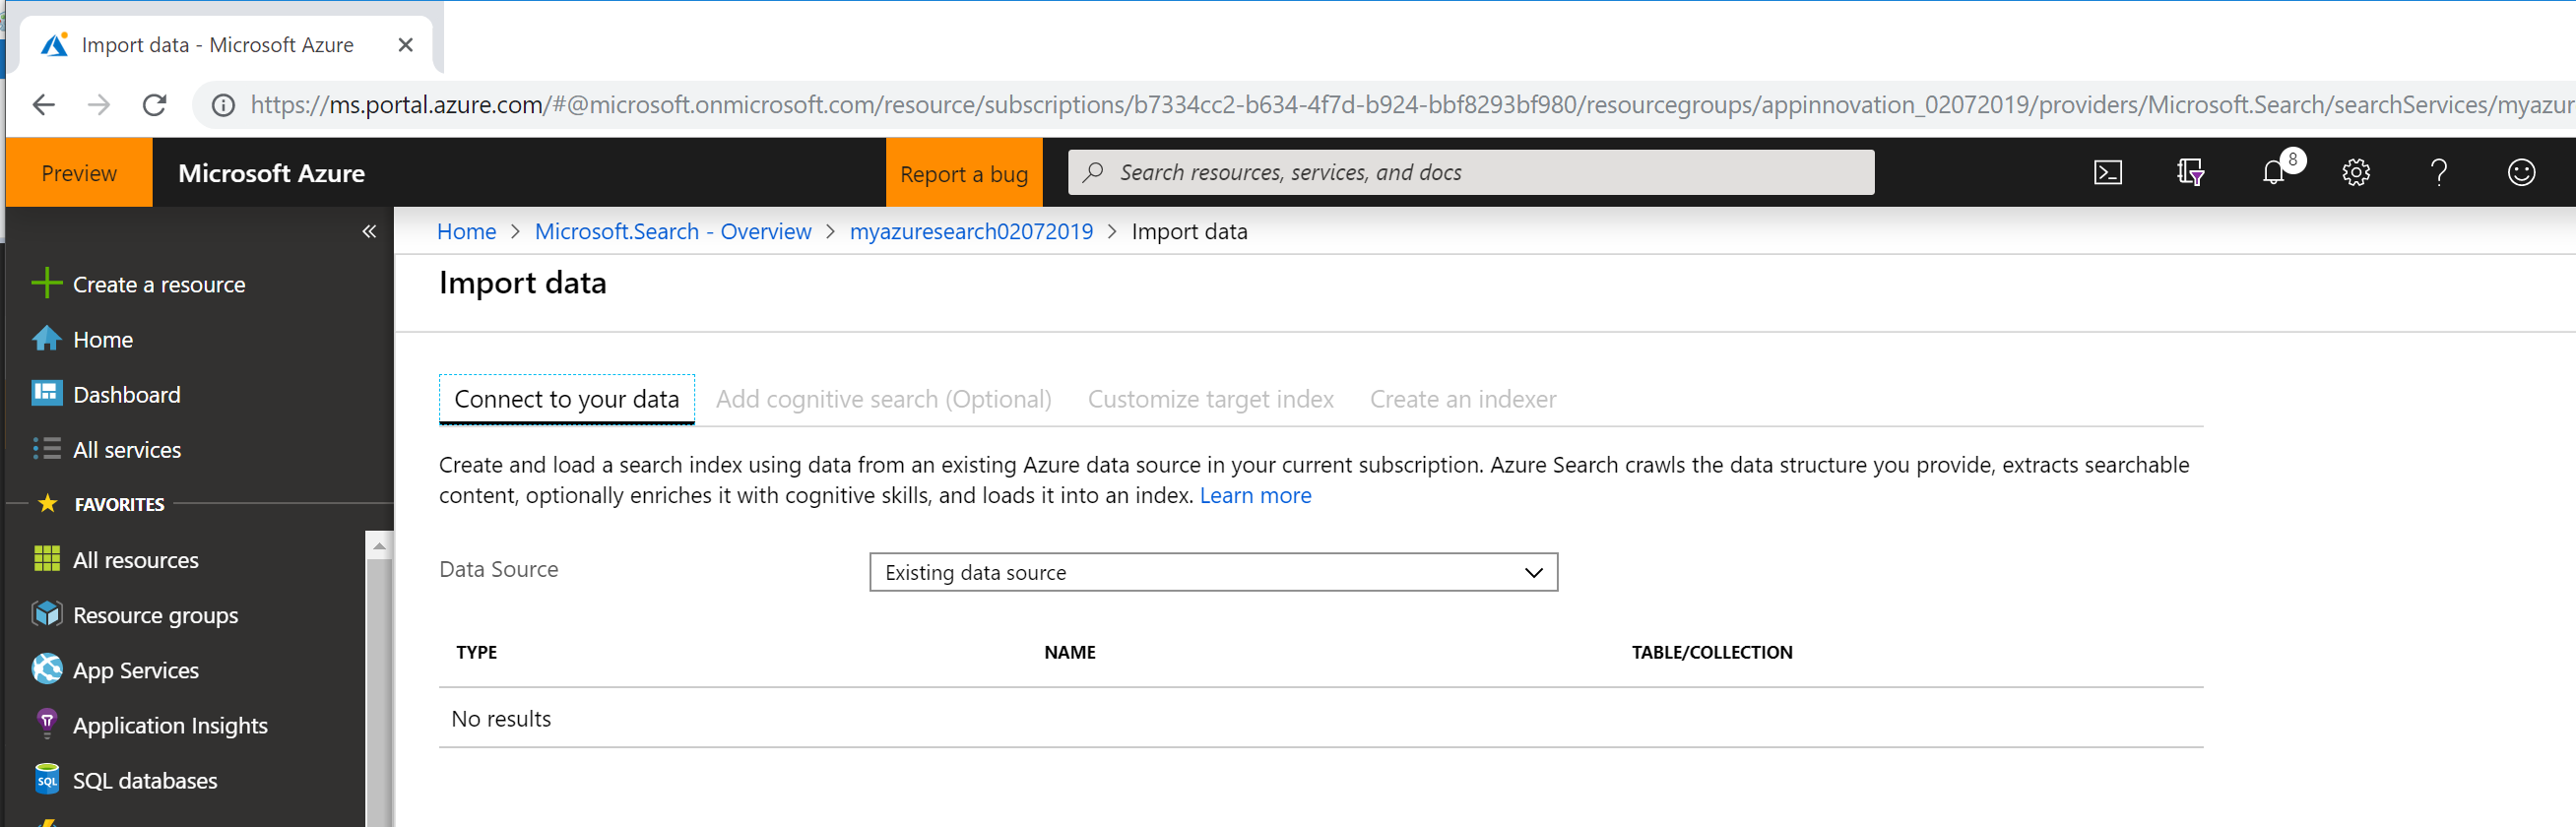 Import data - Microsoft Azure
https://ms.portal.azure.com/#@microsoft.onmicrosoft.com/resource/subscriptions/b7334cc2-b634-4f7d-b924-bbf8293bf980/resourcegroups/appinnovation_02072019/providers/Microsoft.Search/searchServices/myazur
Preview
Microsoft Azure
Report a bug
Search resources, services, and docs
8
Home > Microsoft.Search - Overview > myazuresearch02072019 > Import data
Import data
Create a resource
Home
Dashboard
All services
FAVORITES
All resources
Resource groups
App Services
Application Insights
SQL
SQL databases
Connect to your data
Add cognitive search (Optional)
Customize target index
Create an indexer
Create and load a search index using data from an existing Azure data source in your current subscription. Azure Search crawls the data structure you provide, extracts searchable
content, optionally enriches it with cognitive skills, and loads it into an index. Learn more
Data Source
Existing data source
TYPE
NAME
TABLE/COLLECTION
No results